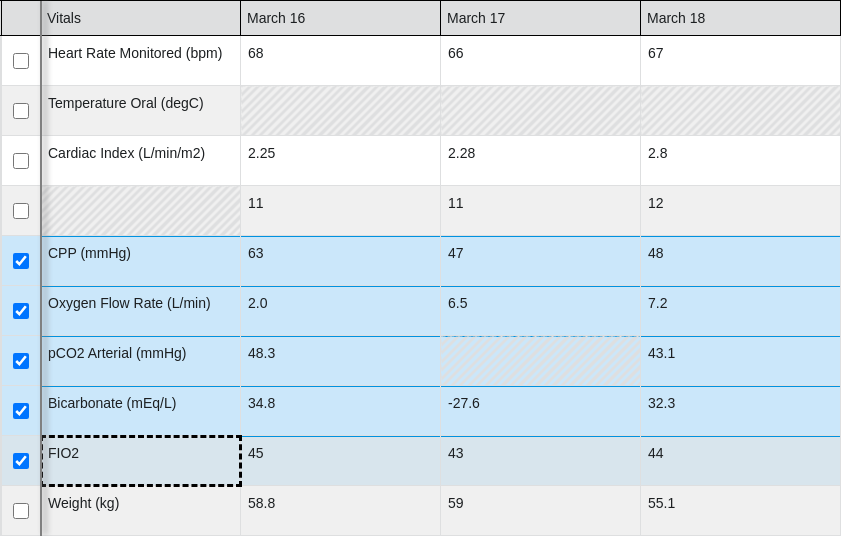 Vitals March 16 March 17 March 18
Heart Rate Monitored (bpm) 68 66 67
Temperature Oral (degC)
Cardiac Index (L/min/m2) 2.25 2.28 2.8
11 11 12
CPP (mmHg) 63 47 48
Oxygen Flow Rate (L/min) 2.0 6.5 7.2
pCO2 Arterial (mmHg) 48.3 43.1
Bicarbonate (mEq/L) 34.8 -27.6 32.3
FIO2 45 43 44
Weight (kg) 58.8 59 55.1